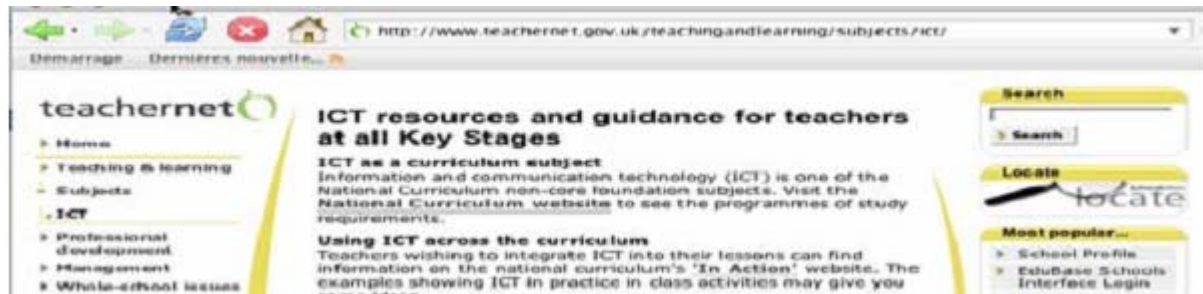 http://www.teachernet.gov.uk/teachingandlearning/subjects/ict/
Démarrage Dernières nouvelle...
teachernet
Home
Teaching & learning
Subjects
ICT
Professional
development
Management
Whole-school issues
ICT resources and guidance for teachers
at all Key Stages
ICT as a curriculum subject
Information and communication technology (ICT) is one of the
National Curriculum non-core foundation subjects. Visit the
National Curriculum website to see the programmes of study
requirements.
Using ICT across the curriculum
Teachers wishing to integrate ICT into their lessons can find
information on the national curriculum's 'In Action' website. The
examples showing ICT in practice in class activities may give you
Search
Search
Locate
locate
Most popular...
School Profile
EduBase Schools
Interface Login